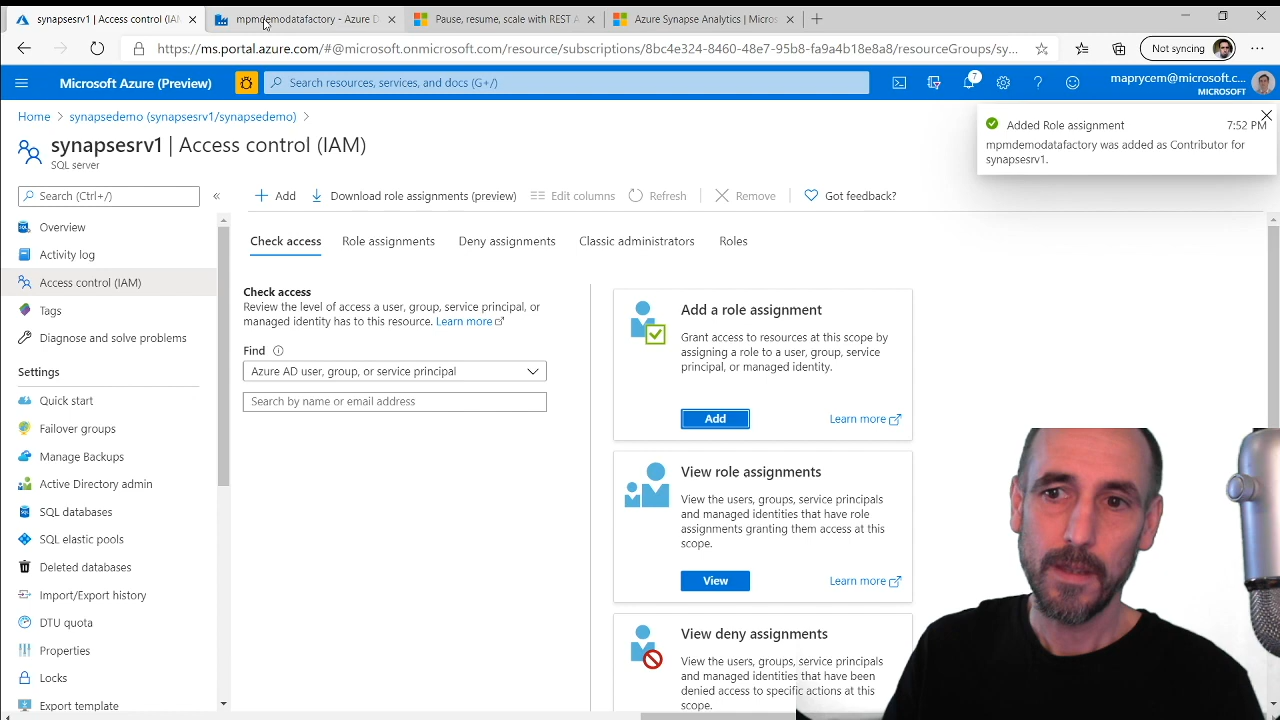 synapsesrv1 | Access control (IAM
mpmdemodatafactory - Azure D
Pause, resume, scale with REST A
Azure Synapse Analytics | Micros
https://ms.portal.azure.com/#@microsoft.onmicrosoft.com/resource/subscriptions/8bc4e324-8460-48e7-95b8-fa9a4b18e8a8/resourceGroups/sy...
Not syncing
Microsoft Azure (Preview)
Search resources, services, and docs (G+/)
7
maprycem@microsoft.c...
MICROSOFT
Home > synapsedemo (synapsesrv1/synapsedemo) >
synapsesrv1 | Access control (IAM)
SQL server
Added Role assignment 7:52 PM
mpmdemodatafactory was added as Contributor for
synapsesrv1.
Search (Ctrl+/)
Add
Download role assignments (preview)
Edit columns
Refresh
Remove
Got feedback?
Overview
Activity log
Access control (IAM)
Tags
Diagnose and solve problems
Settings
Quick start
Failover groups
Manage Backups
Active Directory admin
SQL databases
SQL elastic pools
Deleted databases
Import/Export history
DTU quota
Properties
Locks
Export template
Check access
Role assignments
Deny assignments
Classic administrators
Roles
Check access
Review the level of access a user, group, service principal, or
managed identity has to this resource. Learn more
Find
Azure AD user, group, or service principal
Search by name or email address
Add a role assignment
Grant access to resources at this scope by
assigning a role to a user, group, service
principal, or managed identity.
Add
Learn more
View role assignments
View the users, groups, service principals
and managed identities that have role
assignments granting them access at this
scope.
View
Learn more
View deny assignments
View the users, groups, service principals
and managed identities that have been
denied access to specific actions at this
scope.